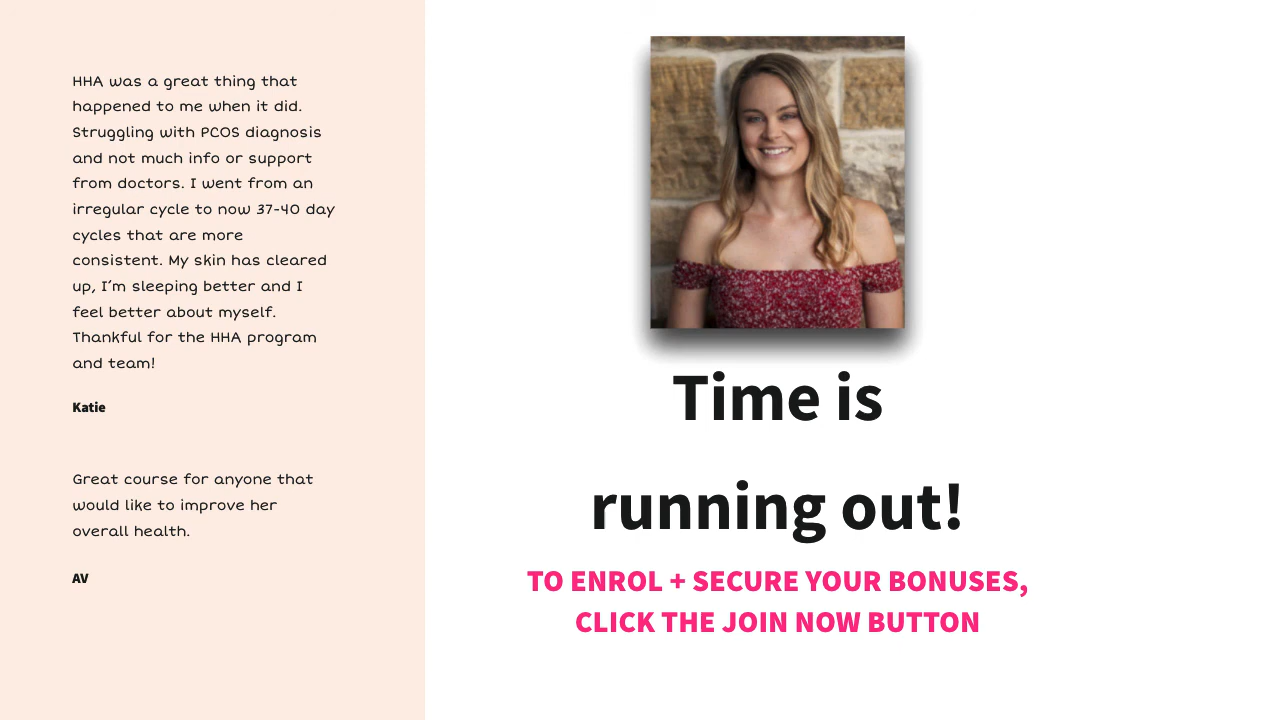 HHA was a great thing that
happened to me when it did.
Struggling with PCOS diagnosis
and not much info or support
from doctors. I went from an
irregular cycle to now 37-40 day
cycles that are more
consistent. My skin has cleared
up, I'm sleeping better and I
feel better about myself.
Thankful for the HHA program
and team!
Katie
Great course for anyone that
would like to improve her
overall health.
AV
Time is
running out!
TO ENROL + SECURE YOUR BONUSES,
CLICK THE JOIN NOW BUTTON